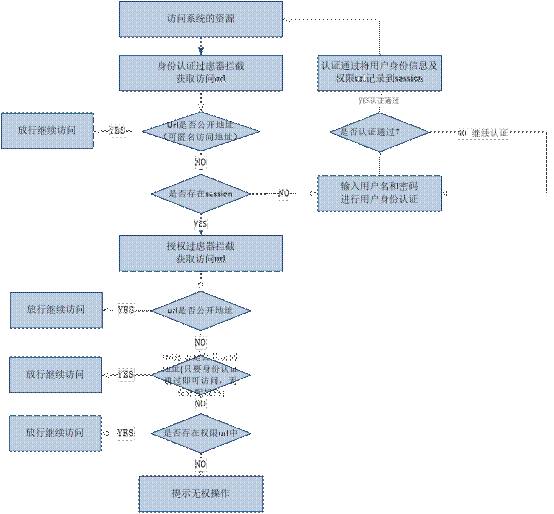 访问系统的资源
身份认证过虑器拦截
获取访问url
认证通过将用户身份信息及
权限url记录到session
YES认证通过
放行继续访问
YES
Url是否公开地址
(可匿名访问地址)
是否认证通过?
NO 继续认证
NO
是否存在session
NO
输入用户名和密码
进行用户身份认证
YES
授权过虑器拦截
获取访问url
放行继续访问
YES
url是否公开地址
NO
放行继续访问
YES
(只要身份认证
通过即可访问,无
NO
放行继续访问
YES
是否存在权限url中
NO
提示无权操作